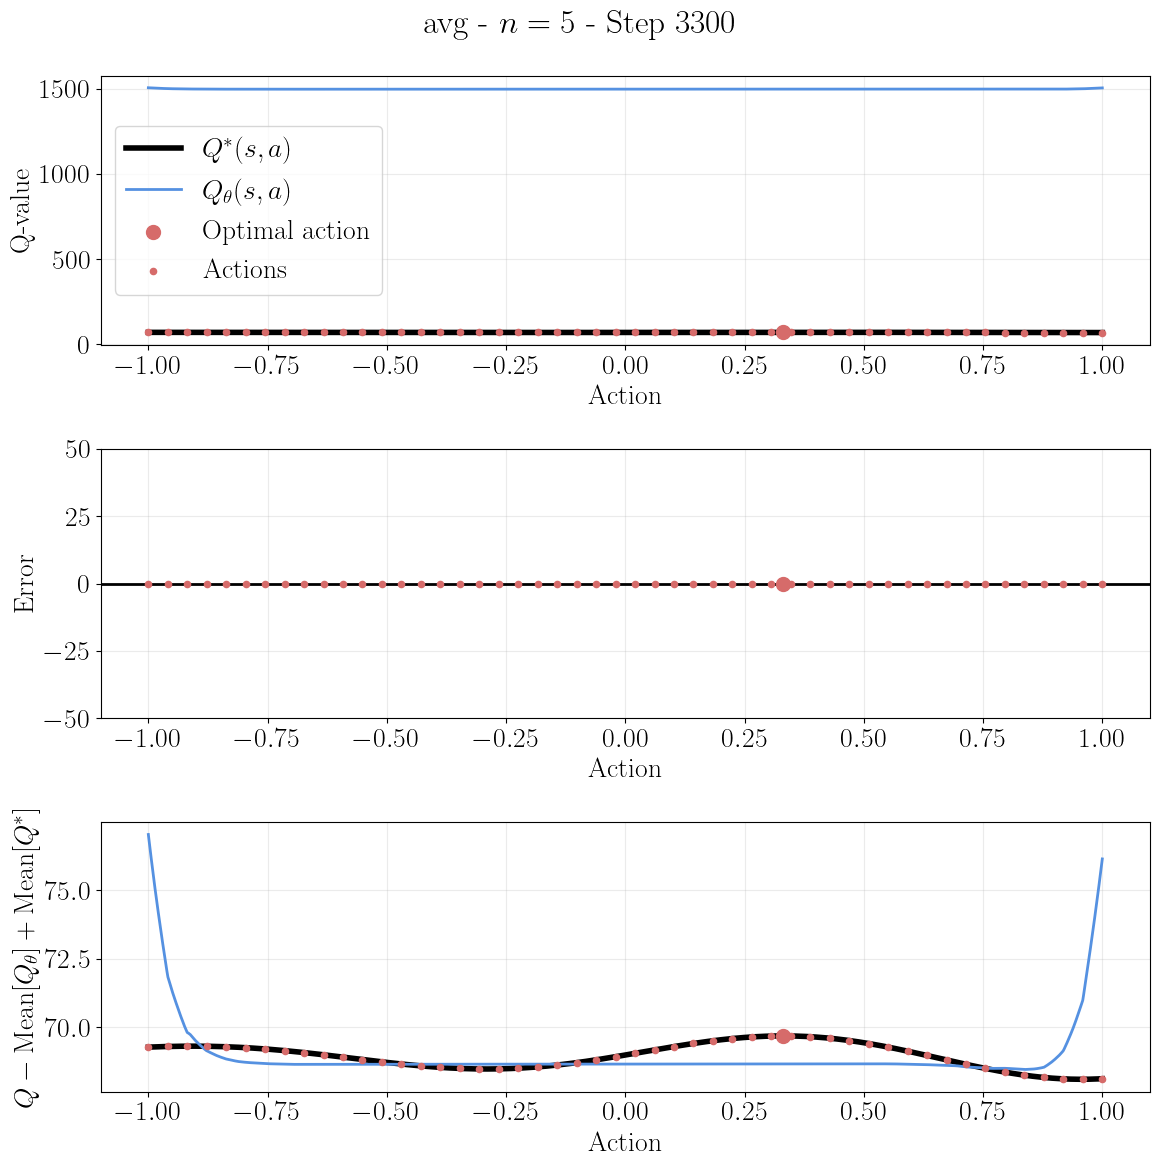 avg - n = 5 - Step 3300
Q-value
1500
1000
500
0
Q*(s, a)
Qθ(s, a)
Optimal action
Actions
−1.00 −0.75 −0.50 −0.25 0.00 0.25 0.50 0.75 1.00
Action
Error
50
25
0
−25
−50
−1.00 −0.75 −0.50 −0.25 0.00 0.25 0.50 0.75 1.00
Action
Q − Mean[Qθ] + Mean[Q*]
75.0
72.5
70.0
−1.00 −0.75 −0.50 −0.25 0.00 0.25 0.50 0.75 1.00
Action